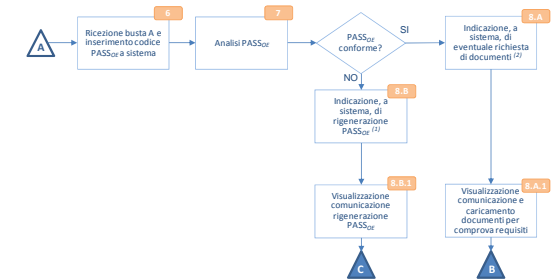 A
6
Ricezione busta A e
inserimento codice
PASSOE a sistema
7
Analisi PASSOE
PASSOE
conforme?
SI
NO
8.A
Indicazione, a
sistema, di
eventuale richiesta
di documenti (2)
8.B
Indicazione, a
sistema, di
rigenerazione
PASSOE (1)
8.B.1
Visualizzazione
comunicazione
rigenerazione
PASSOE
8.A.1
Visualizzazione
comunicazione e
caricamento
documenti per
comprova requisiti
C
B